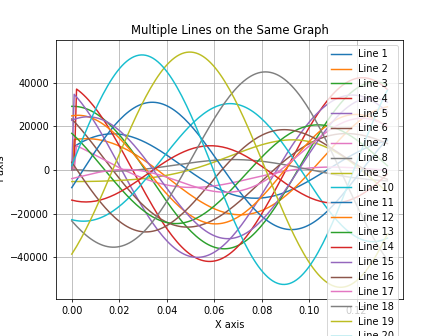 Multiple Lines on the Same Graph
40000
20000
0
−20000
−40000
0.00
0.02
0.04
0.06
0.08
0.10
X axis
Line 1
Line 2
Line 3
Line 4
Line 5
Line 6
Line 7
Line 8
Line 9
Line 10
Line 11
Line 12
Line 13
Line 14
Line 15
Line 16
Line 17
Line 18
Line 19
Line 20